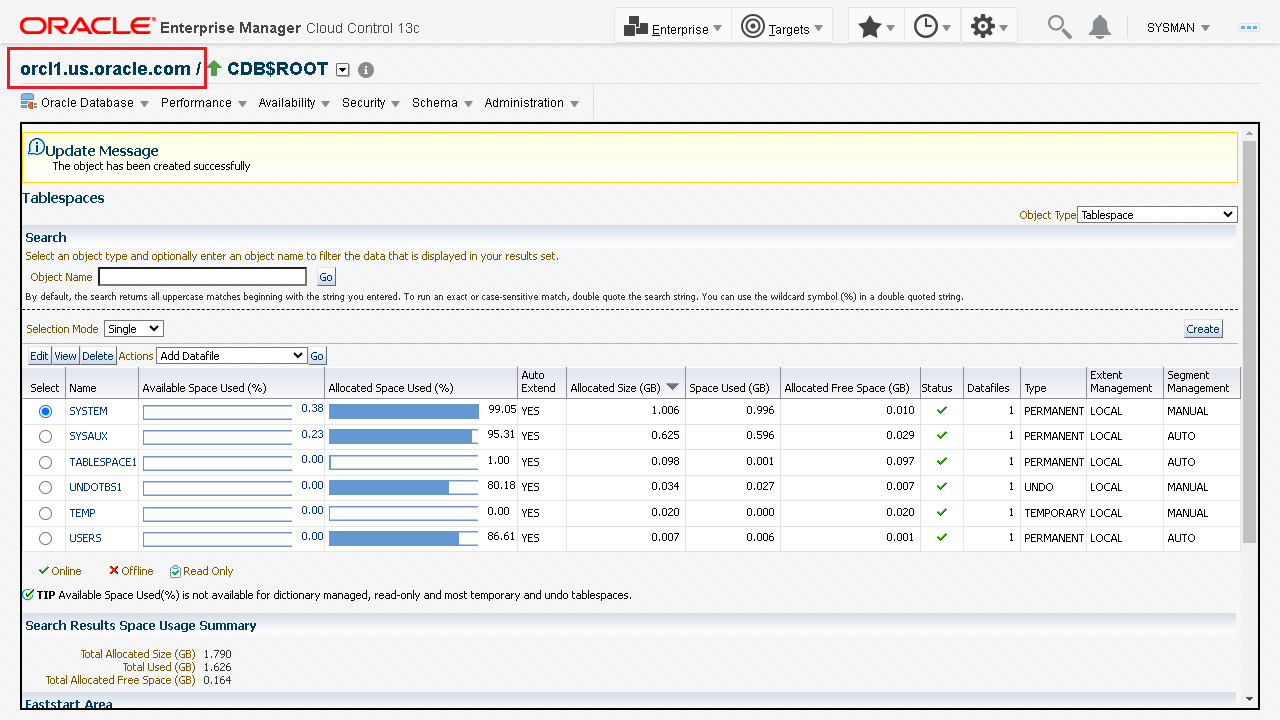 ORACLE® Enterprise Manager Cloud Control 13c Enterprise Targets SYSMAN
orcl1.us.oracle.com / CDB$ROOT
Oracle Database Performance Availability Security Schema Administration
Update Message
The object has been created successfully
Tablespaces
Object Type Tablespace
Search
Select an object type and optionally enter an object name to filter the data that is displayed in your results set.
Object Name Go
By default, the search returns all uppercase matches beginning with the string you entered. To run an exact or case-sensitive match, double quote the search string. You can use the wildcard symbol (%) in a double quoted string.
Selection Mode Single Create
Edit View Delete Actions Add Datafile Go
Select Name Available Space Used (%) Allocated Space Used (%) Auto Extend Allocated Size (GB) Space Used (GB) Allocated Free Space (GB) Status Datafiles Type Extent Management Segment Management
SYSTEM 0.38 99.05 YES 1.006 0.996 0.010 1 PERMANENT LOCAL MANUAL
SYSAUX 0.23 95.31 YES 0.625 0.596 0.029 1 PERMANENT LOCAL AUTO
TABLESPACE1 0.00 1.00 YES 0.098 0.001 0.097 1 PERMANENT LOCAL AUTO
UNDOTBS1 0.00 80.18 YES 0.034 0.027 0.007 1 UNDO LOCAL MANUAL
TEMP 0.00 0.00 YES 0.020 0.000 0.020 1 TEMPORARY LOCAL MANUAL
USERS 0.00 86.61 YES 0.007 0.006 0.001 1 PERMANENT LOCAL AUTO
Online Offline Read Only
TIP Available Space Used(%) is not available for dictionary managed, read-only and most temporary and undo tablespaces.
Search Results Space Usage Summary
Total Allocated Size (GB) 1.790
Total Used (GB) 1.626
Total Allocated Free Space (GB) 0.164
Faststart Area